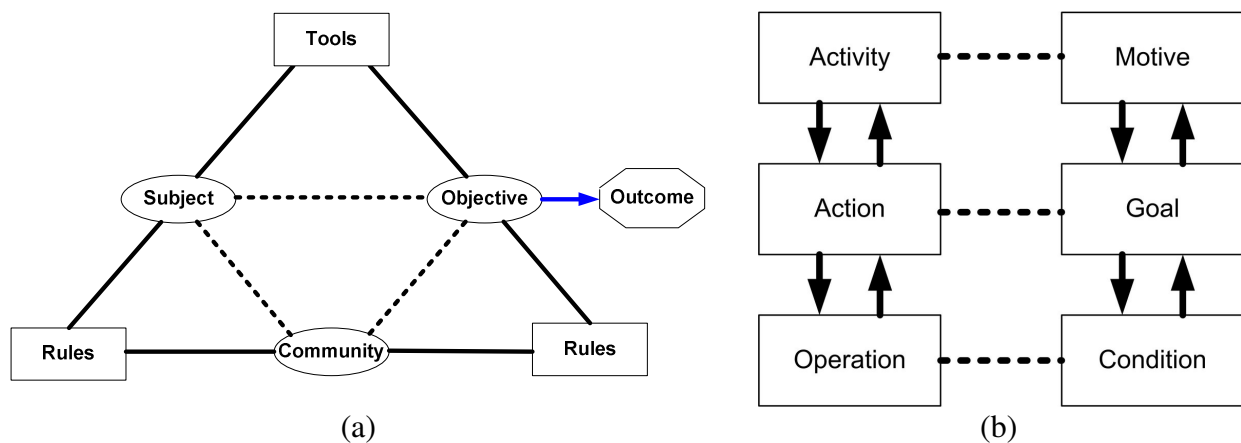 Tools
Subject
Objective
Outcome
Rules
Community
Rules
(a)
Activity
Motive
Action
Goal
Operation
Condition
(b)